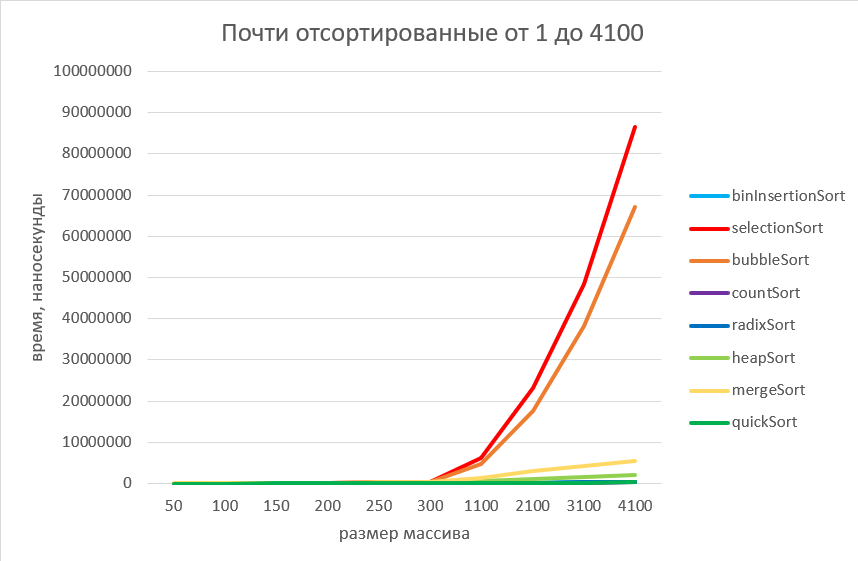 Почти отсортированные от 1 до 4100
100000000
90000000
80000000
70000000
60000000
50000000
40000000
30000000
20000000
10000000
0
время, наносекунды
50 100 150 200 250 300 1100 2100 3100 4100
размер массива
binInsertionSort
selectionSort
bubbleSort
countSort
radixSort
heapSort
mergeSort
quickSort